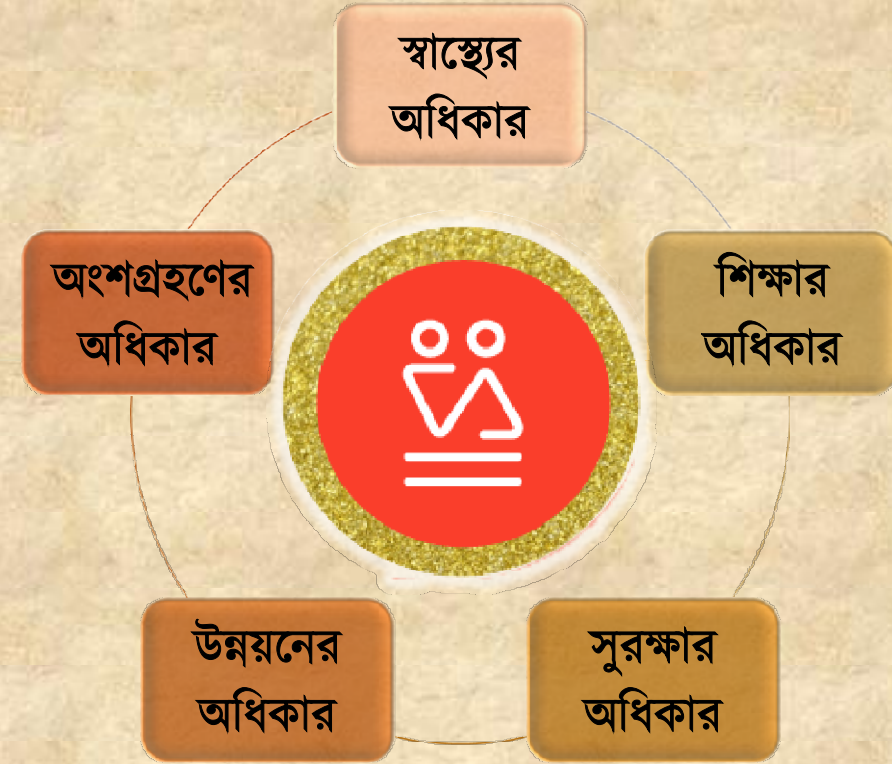 স্বাস্থ্যের
অধিকার
শিক্ষার
অধিকার
সুরক্ষার
অধিকার
উন্নয়নের
অধিকার
অংশগ্রহণের
অধিকার